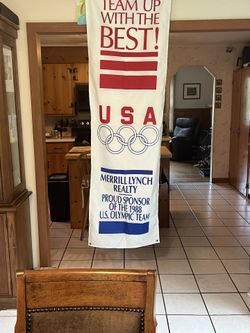 TEAM UP
WITH THE
BEST!
USA
MERRILL LYNCH
REALTY
PROUD SPONSOR
OF THE 1988
U.S. OLYMPIC TEAM